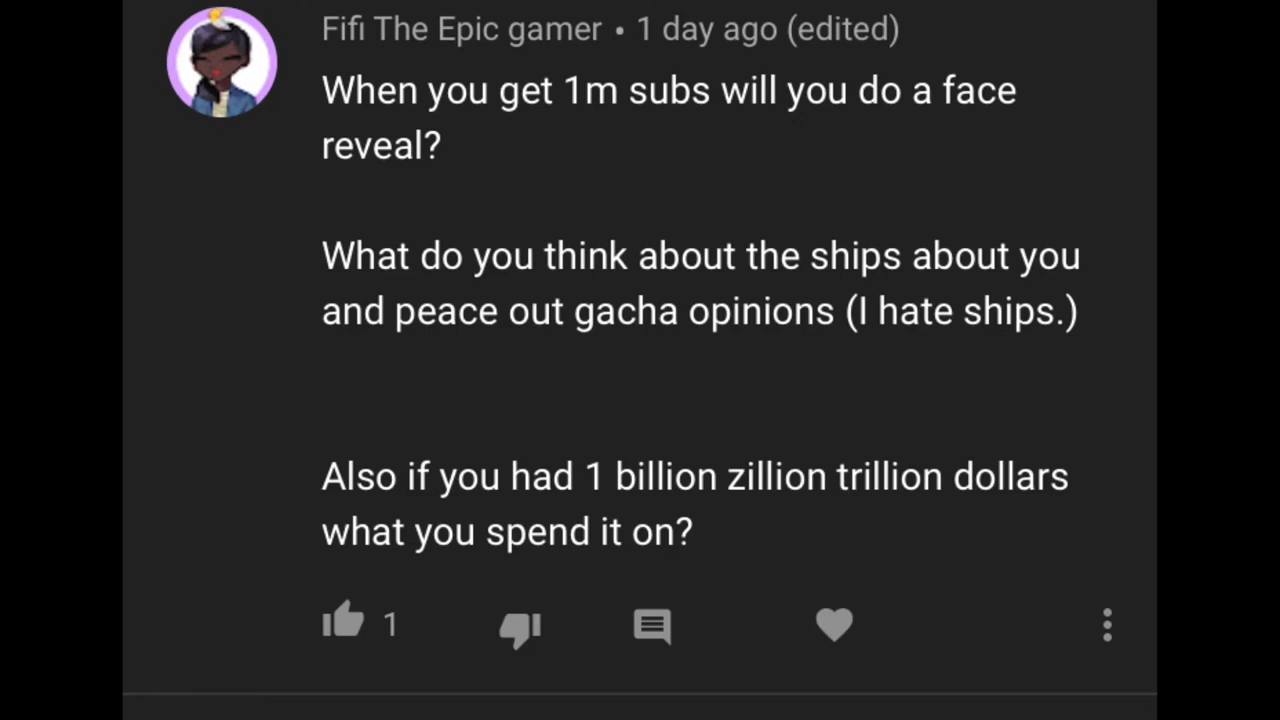 Fifi The Epic gamer • 1 day ago (edited)
When you get 1m subs will you do a face
reveal?
What do you think about the ships about you
and peace out gacha opinions (I hate ships.)
Also if you had 1 billion zillion trillion dollars
what you spend it on?
1